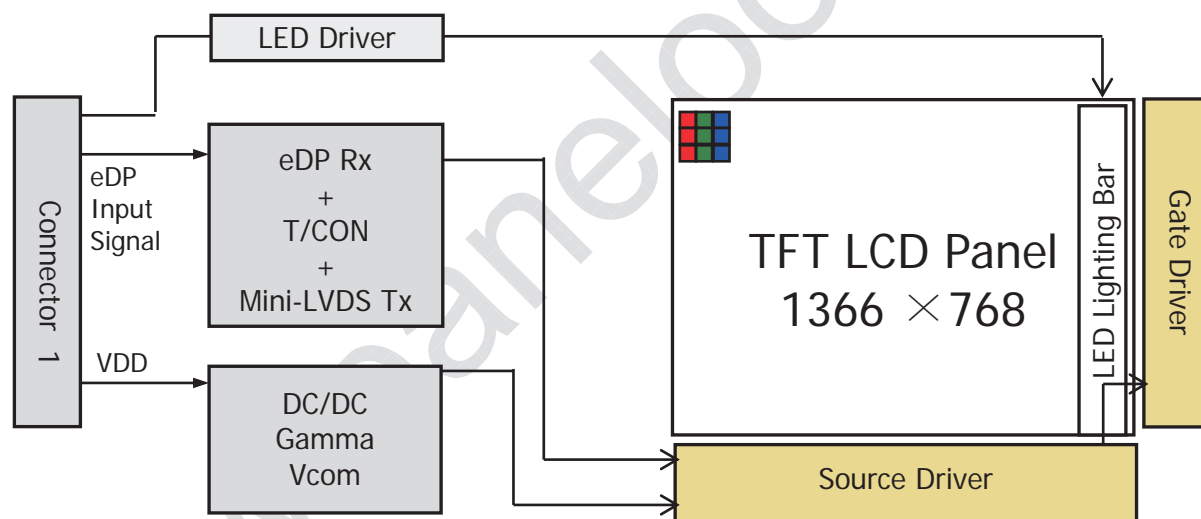 LED Driver
Connector 1
eDP
Input
Signal
eDP Rx
+
T/CON
+
Mini-LVDS Tx
VDD
DC/DC
Gamma
Vcom
TFT LCD Panel
1366 ×768
LED Lighting Bar
Gate Driver
Source Driver